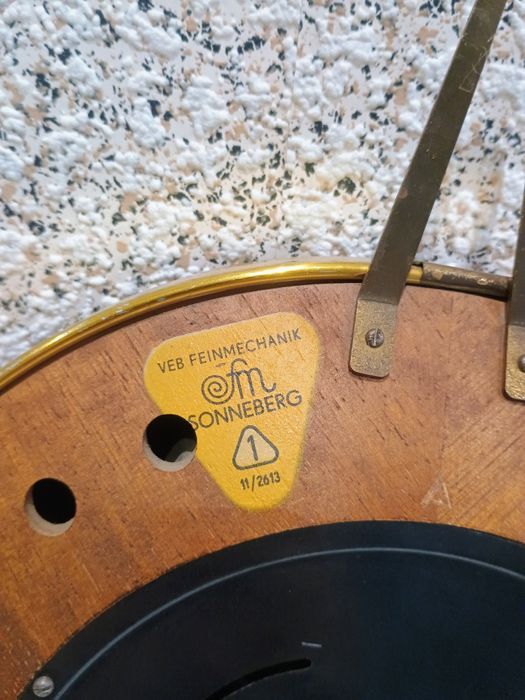 VEB FEINMECHANIK
fm
SONNEBERG
1
11/2613